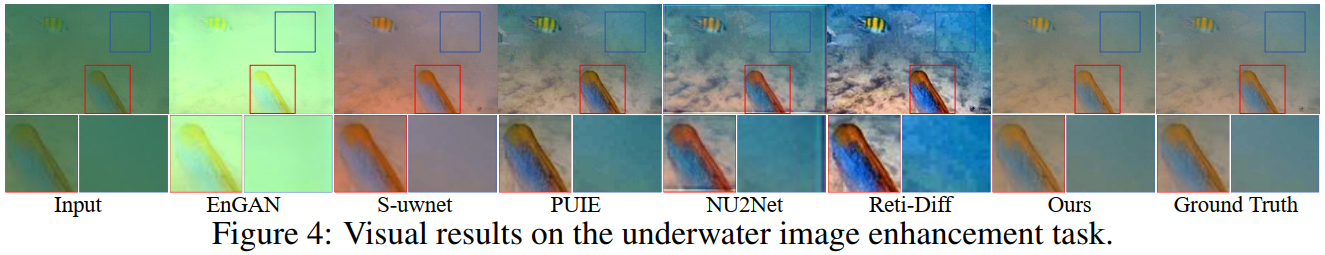 Input EnGAN S-uwnet PUIE NU2Net Reti-Diff Ours Ground Truth
Figure 4: Visual results on the underwater image enhancement task.